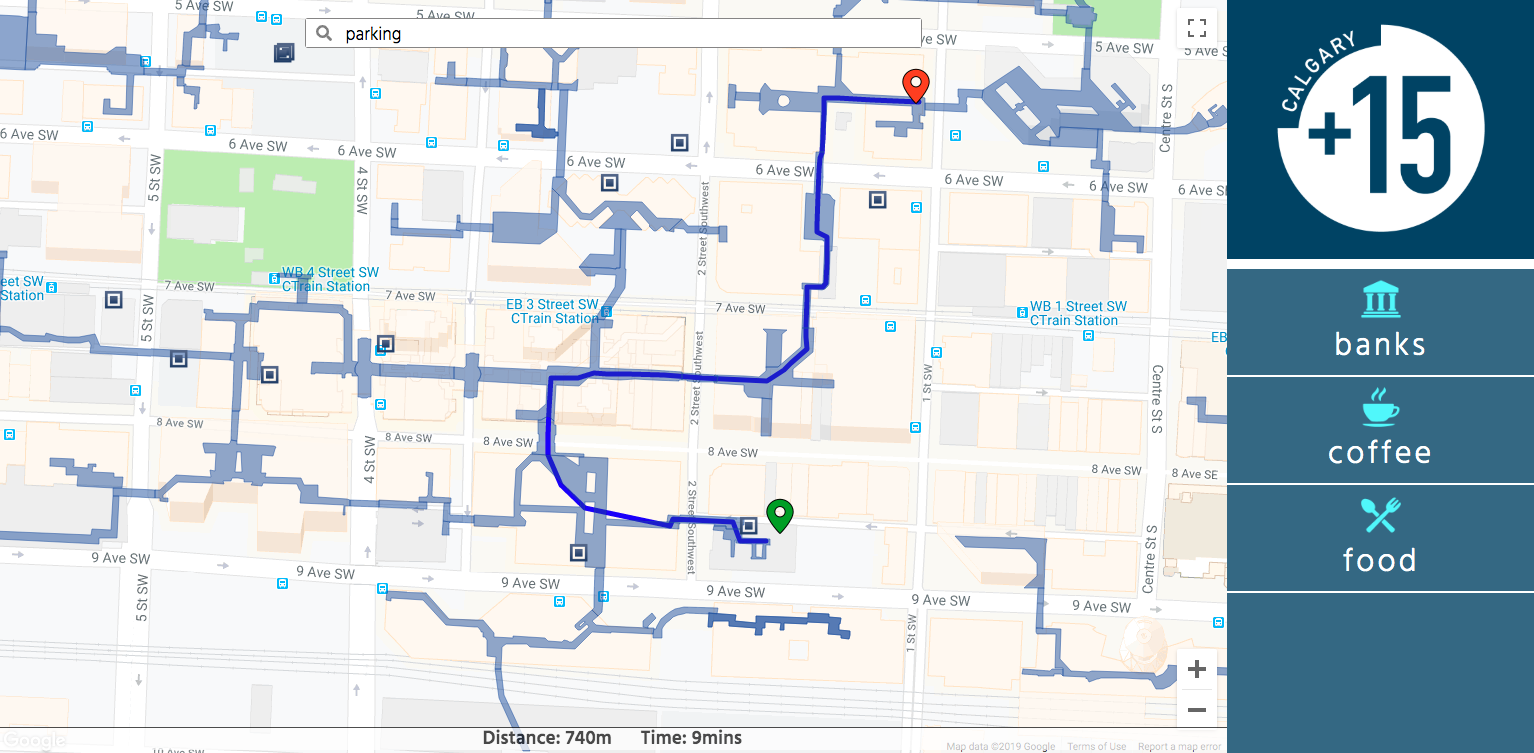 5 Ave SW
5 Ave SW
parking
ve SW
5 Ave SW
5 Ave S
CALGARY
+15
6 Ave SW
6 Ave SW
6 Ave SW
6 Ave SW
6 Ave SW
6 Ave SW
6 Ave SW
6 Ave S
Centre St S
5 St SW
4 St SW
2 Street Southwest
WB 4 Street SW
CTrain Station
eet SW
Station
7 Ave SW
7 Ave SW
EB 3 Street SW
CTrain Station
7 Ave SW
WB 1 Street SW
CTrain Station
EB
5 St SW
2 Street Southwest
1 St SW
Centre St S
banks
coffee
food
8 Ave SW
8 Ave SW
8 Ave SW
8 Ave SW
8 Ave SW
8 Ave SE
4 St SW
2 Street Southwest
Centre St S
9 Ave SW
9 Ave SW
9 Ave SW
9 Ave SW
9 Ave SW
9 Ave SW
5 St SW
1 St SW
Google
10 Ave SW
Distance: 740m Time: 9mins
Map data ©2019 Google Terms of Use Report a map error